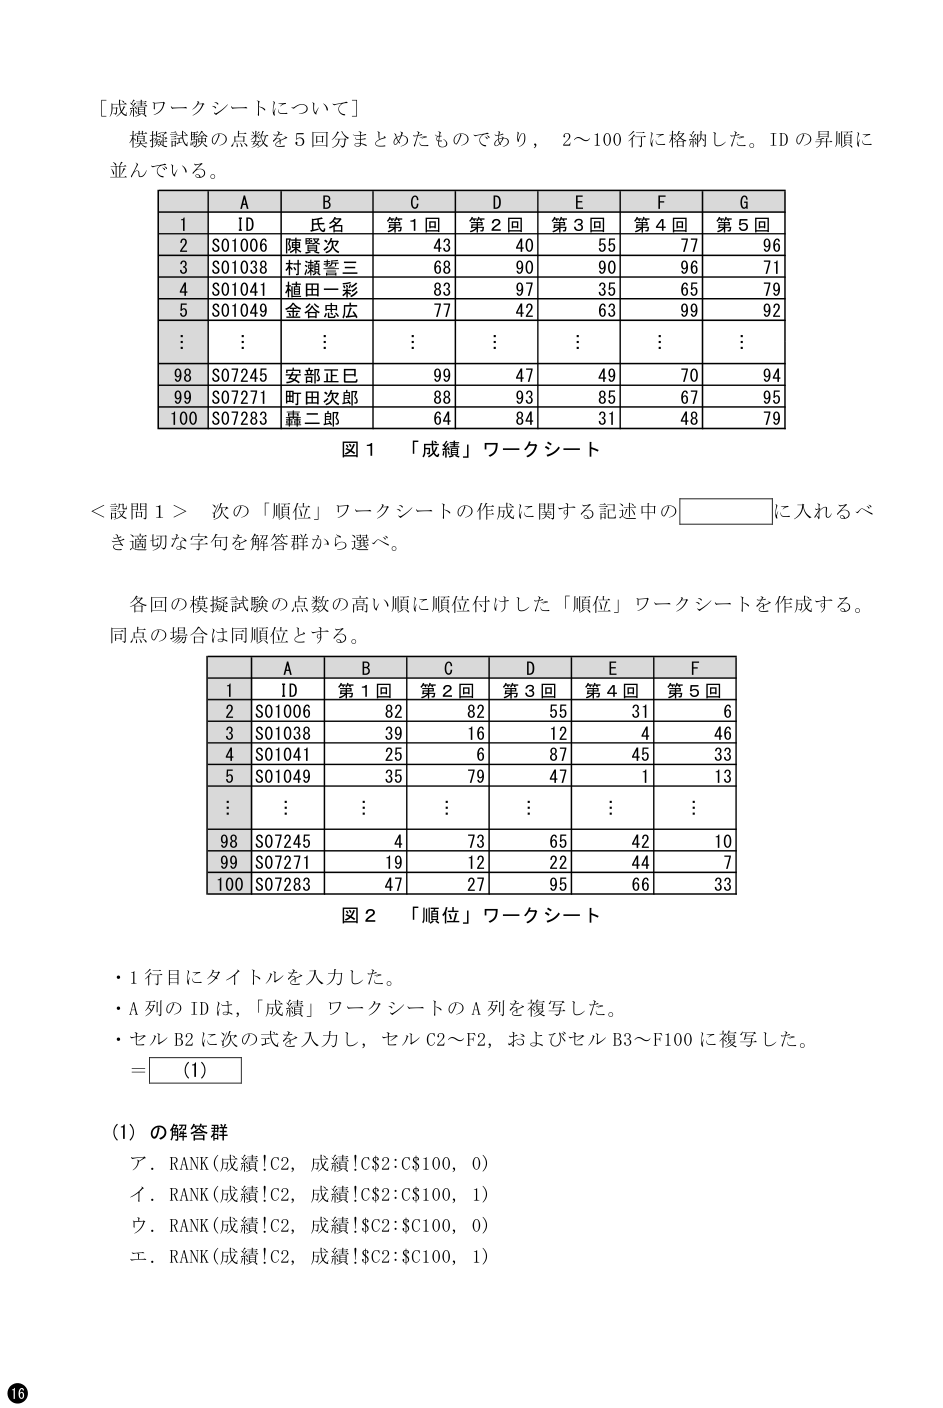 ［成績ワークシートについて］
模擬試験の点数を５回分まとめたものであり， 2～100 行に格納した。ID の昇順に
並んでいる。
A B C D E F G
1 ID 氏名 第１回 第２回 第３回 第４回 第５回
2 S01006 陳賢次 43 40 55 77 96
3 S01038 村瀬誓三 68 90 90 96 71
4 S01041 植田一彩 83 97 35 65 79
5 S01049 金谷忠広 77 42 63 99 92
⋮ ⋮ ⋮ ⋮ ⋮ ⋮ ⋮ ⋮
98 S07245 安部正巳 99 47 49 70 94
99 S07271 町田次郎 88 93 85 67 95
100 S07283 轟二郎 64 84 31 48 79
図１ 「成績」ワークシート
＜設問１＞ 次の「順位」ワークシートの作成に関する記述中の に入れるべ
き適切な字句を解答群から選べ。
各回の模擬試験の点数の高い順に順位付けした「順位」ワークシートを作成する。
同点の場合は同順位とする。
A B C D E F
1 ID 第１回 第２回 第３回 第４回 第５回
2 S01006 82 82 55 31 6
3 S01038 39 16 12 4 46
4 S01041 25 6 87 45 33
5 S01049 35 79 47 1 13
⋮ ⋮ ⋮ ⋮ ⋮ ⋮ ⋮
98 S07245 4 73 65 42 10
99 S07271 19 12 22 44 7
100 S07283 47 27 95 66 33
図２ 「順位」ワークシート
・1 行目にタイトルを入力した。
・A 列の ID は，「成績」ワークシートの A 列を複写した。
・セル B2 に次の式を入力し，セル C2～F2，およびセル B3～F100 に複写した。
＝ (1)
(1) の解答群
ア．RANK(成績!C2, 成績!C$2:C$100, 0)
イ．RANK(成績!C2, 成績!C$2:C$100, 1)
ウ．RANK(成績!C2, 成績!$C2:$C100, 0)
エ．RANK(成績!C2, 成績!$C2:$C100, 1)
16